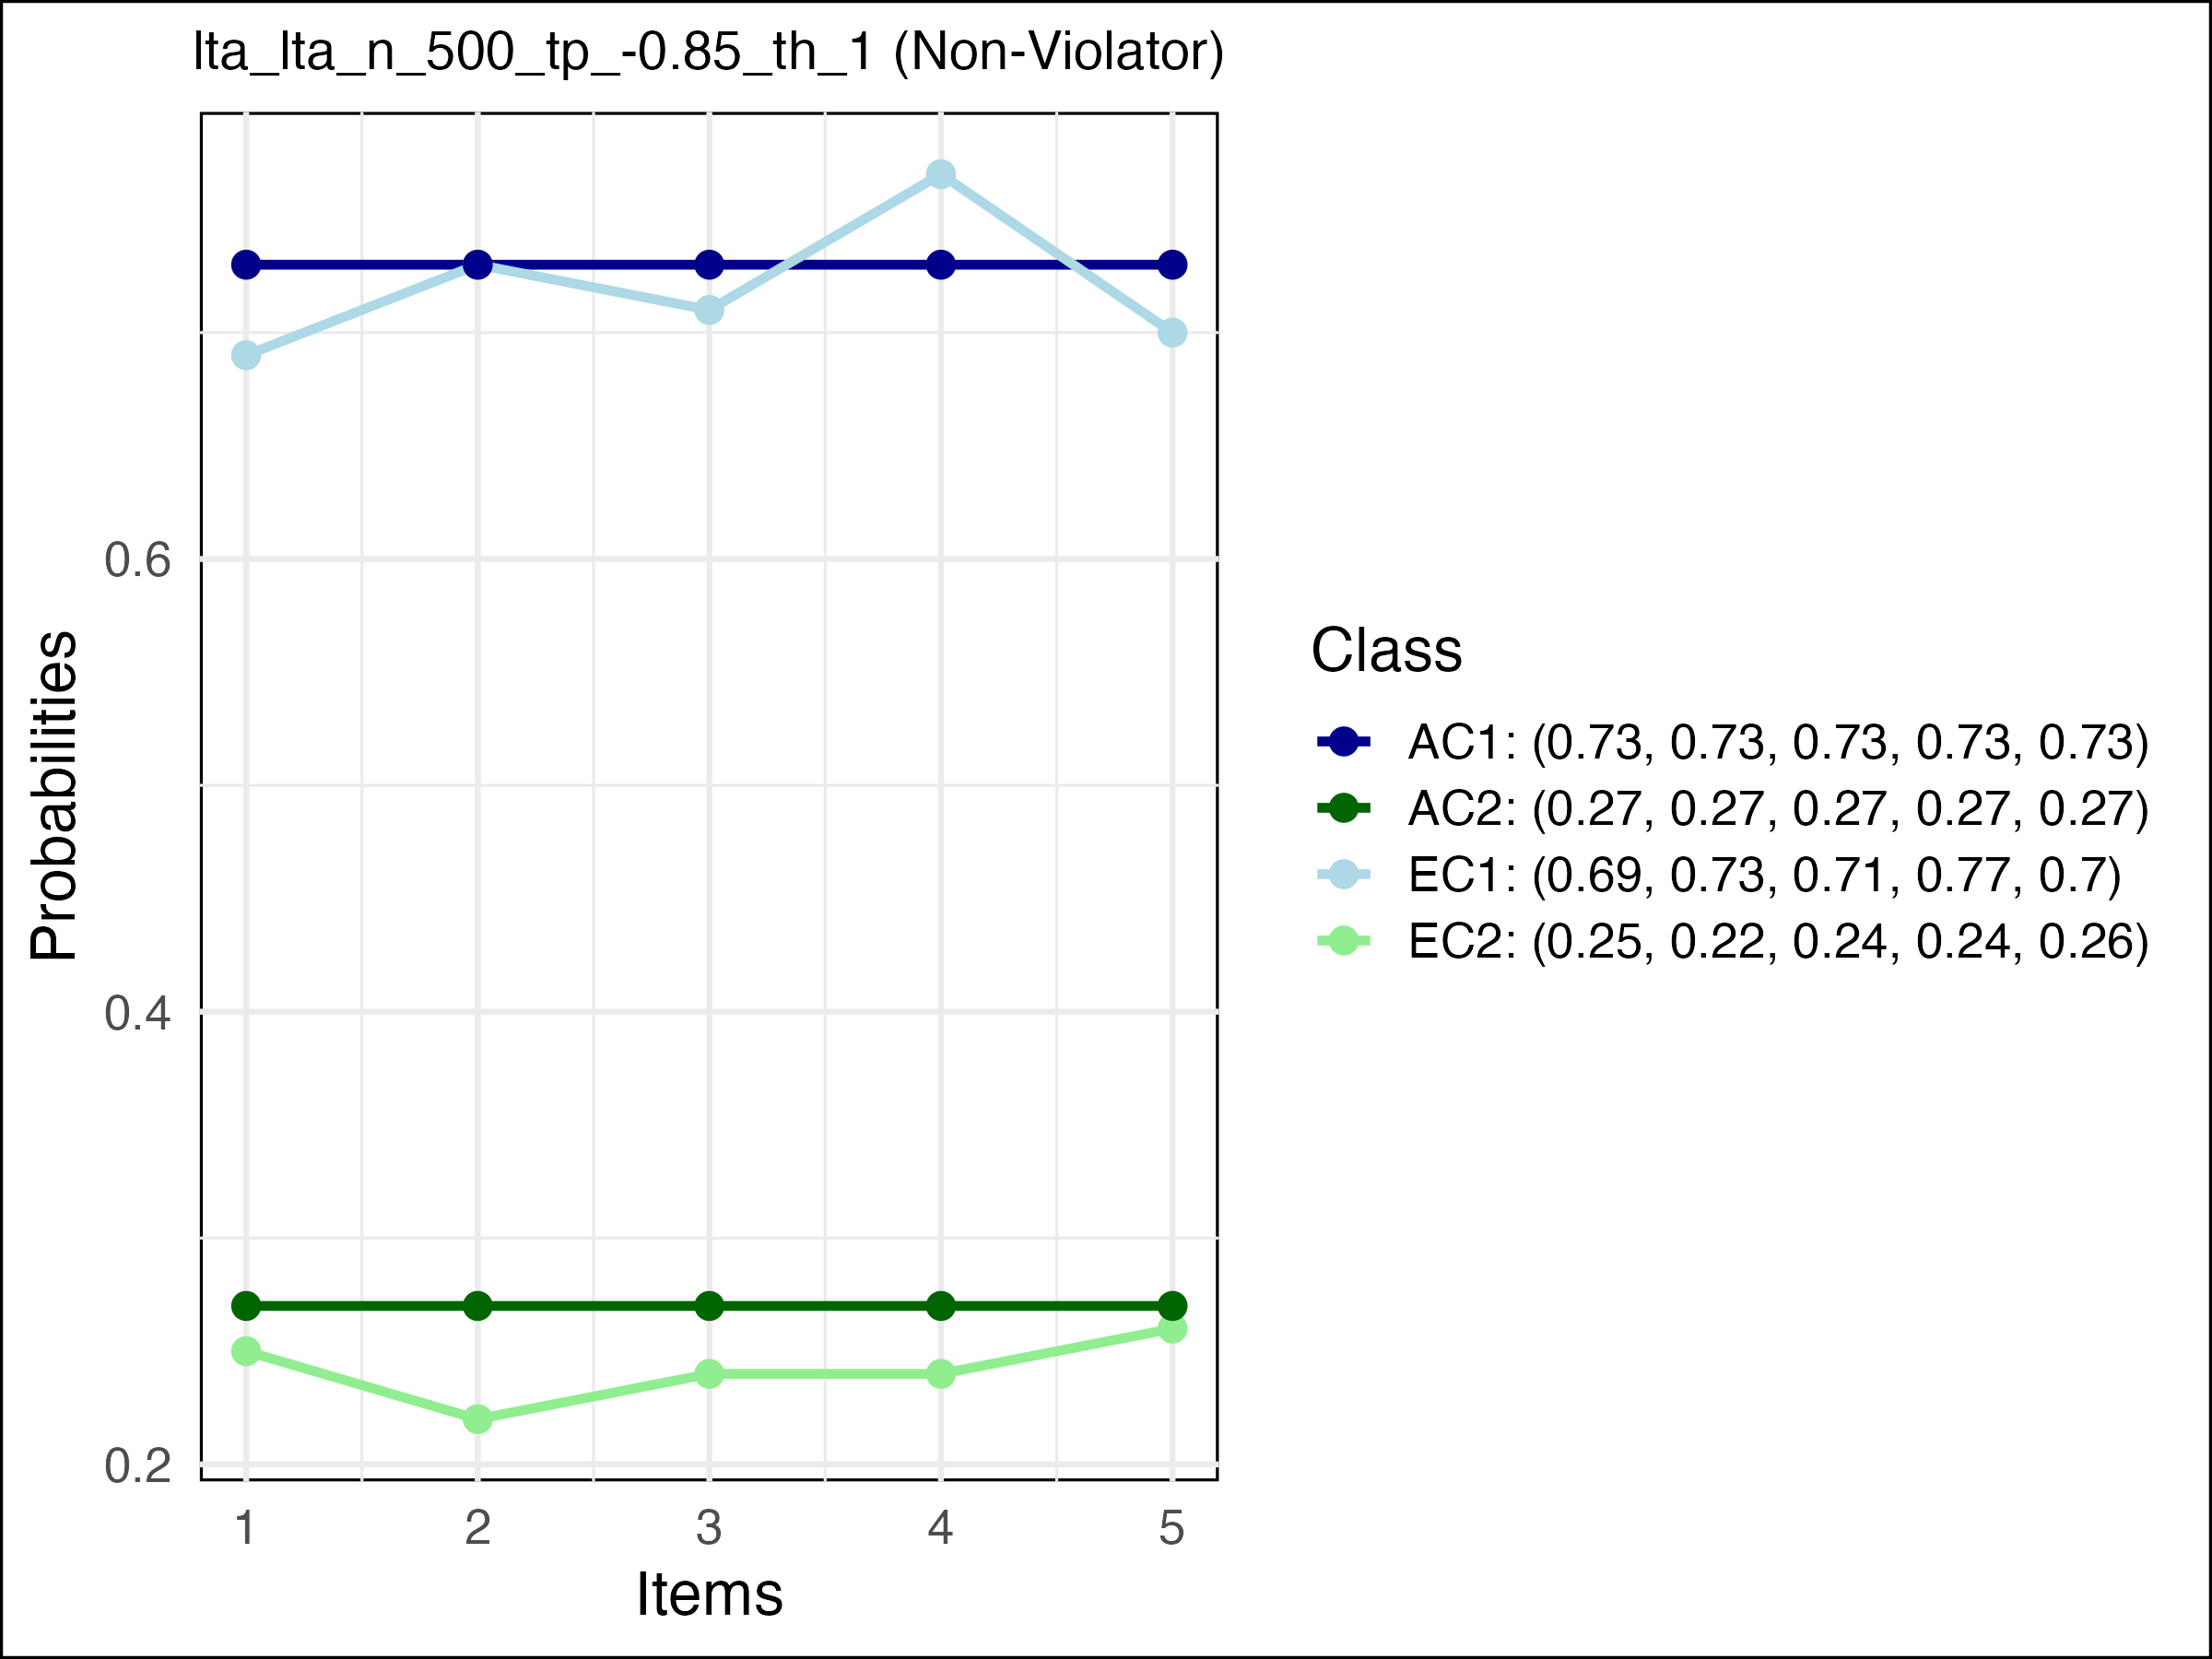 lta_lta_n_500_tp_-0.85_th_1 (Non-Violator)
Probabilities
0.6
0.4
0.2
1 2 3 4 5
Items
Class
AC1: (0.73, 0.73, 0.73, 0.73, 0.73)
AC2: (0.27, 0.27, 0.27, 0.27, 0.27)
EC1: (0.69, 0.73, 0.71, 0.77, 0.7)
EC2: (0.25, 0.22, 0.24, 0.24, 0.26)